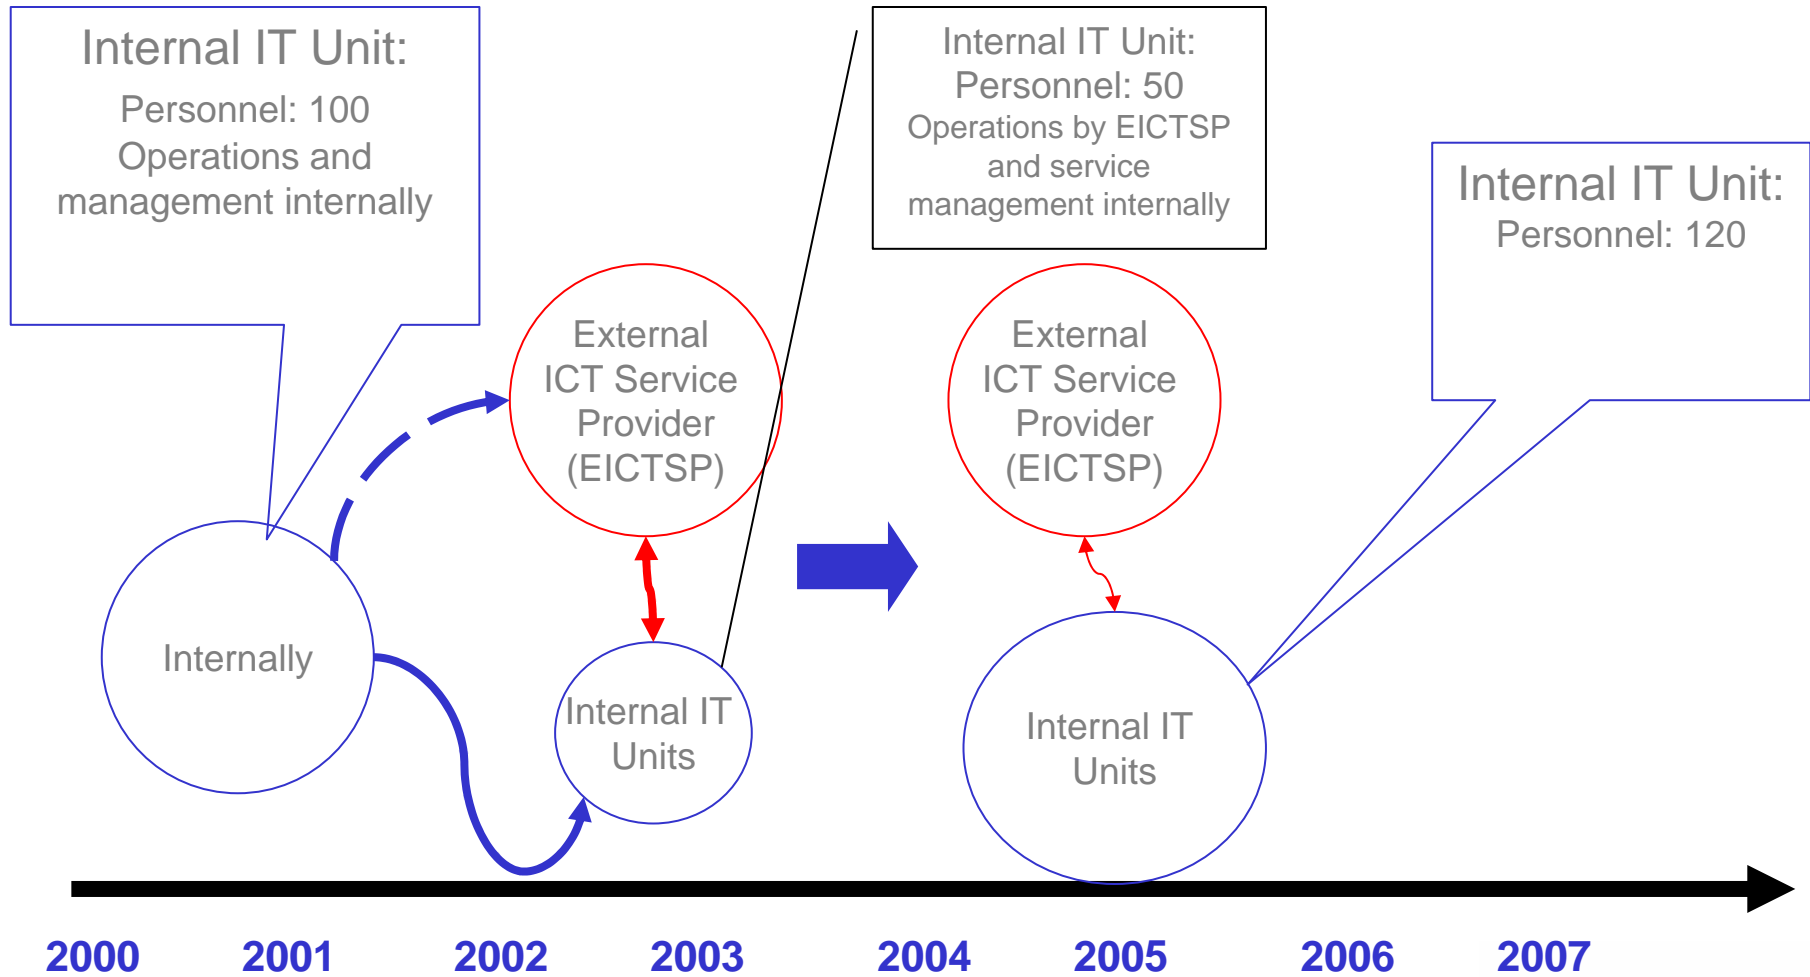 Internal IT Unit:
Personnel: 100
Operations and
management internally
Internal IT Unit:
Personnel: 50
Operations by EICTSP
and service
management internally
Internal IT Unit:
Personnel: 120
External
ICT Service
Provider
(EICTSP)
External
ICT Service
Provider
(EICTSP)
Internally
Internal IT
Units
Internal IT
Units
2000 2001 2002 2003 2004 2005 2006 2007